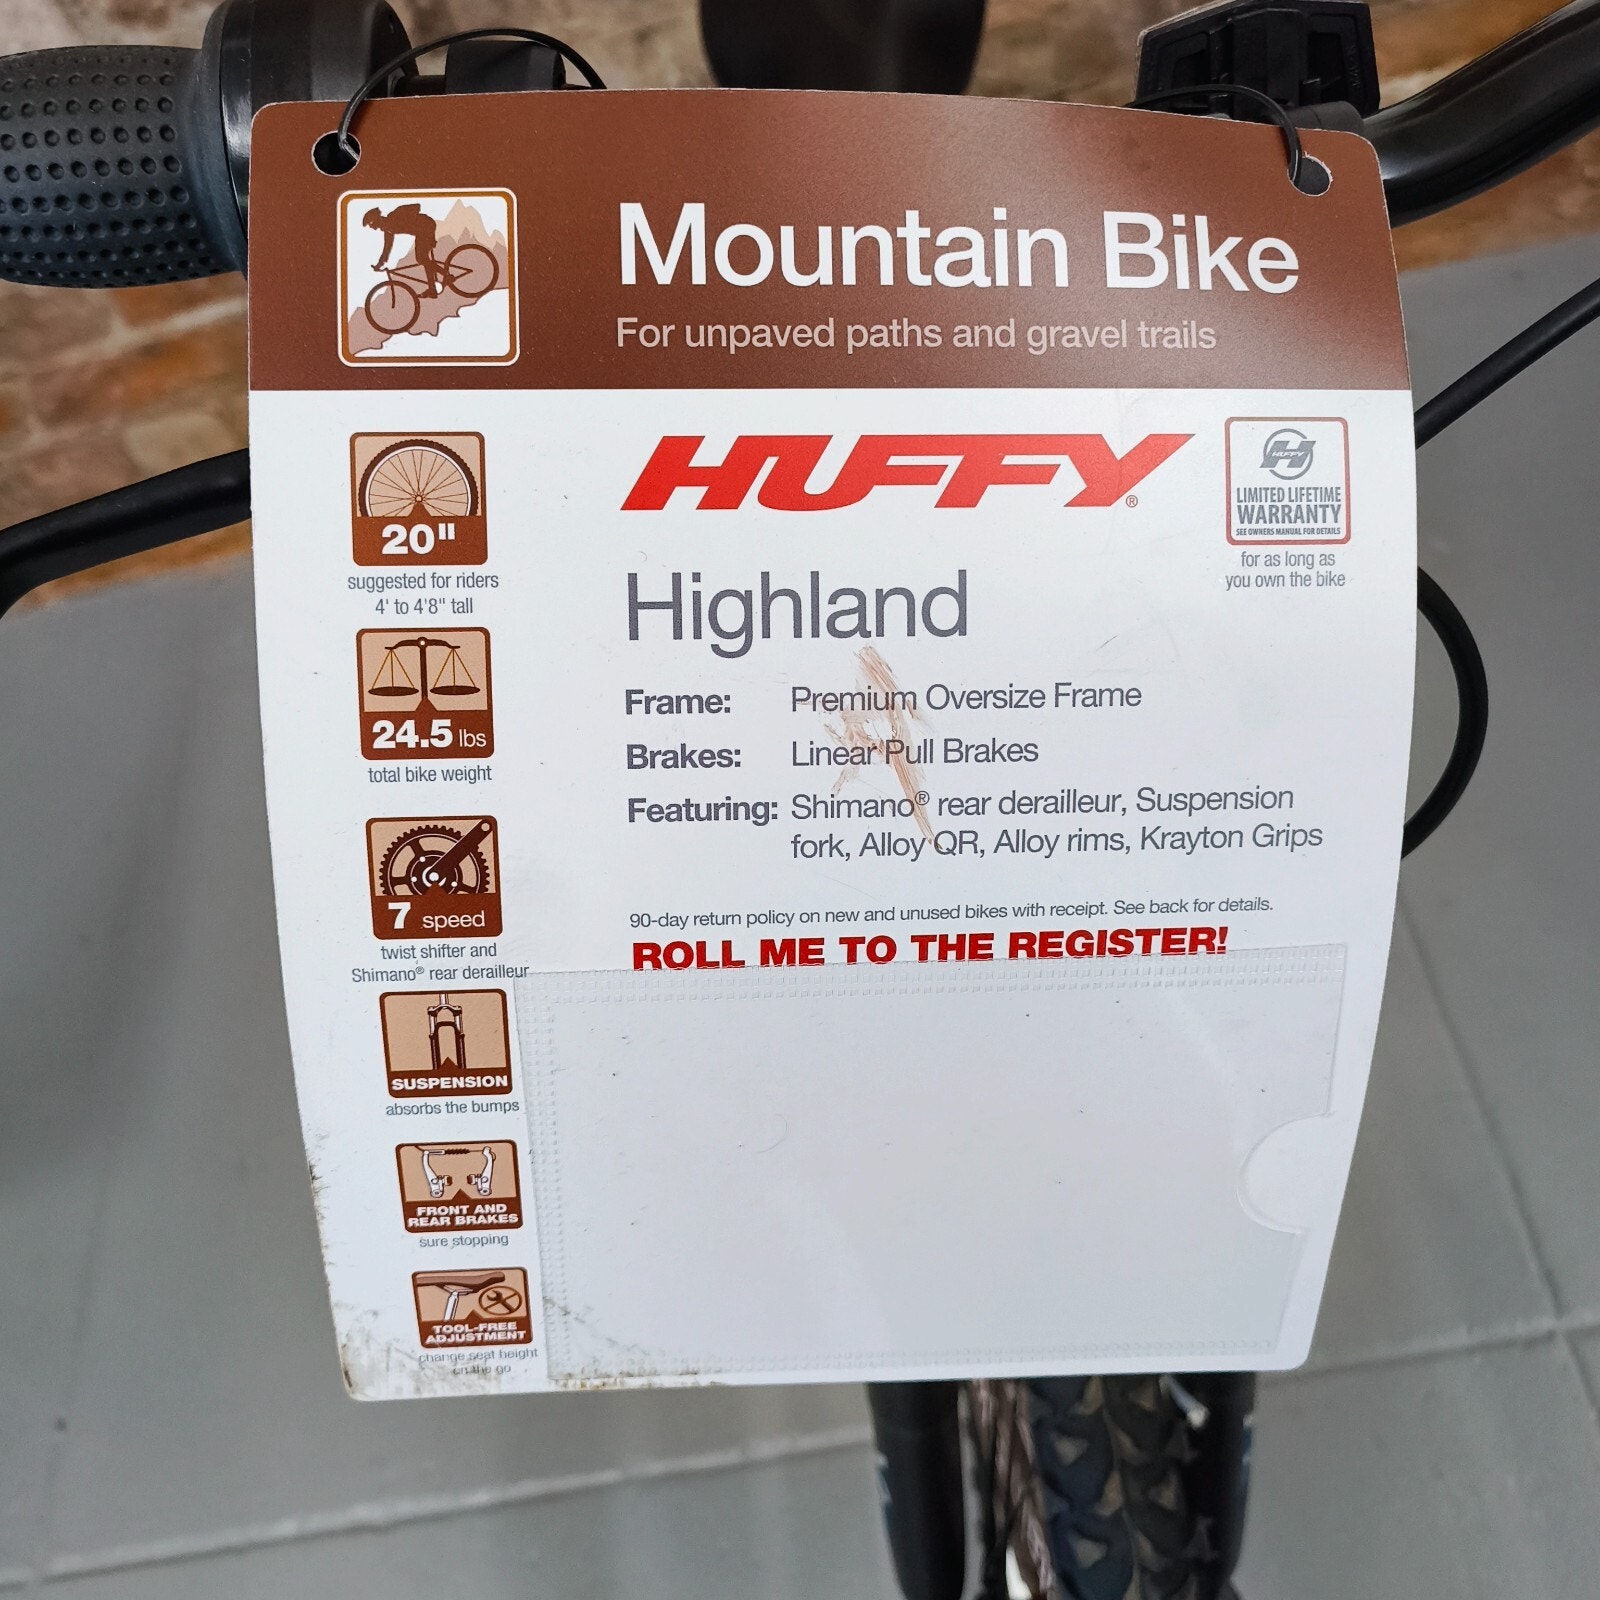 Mountain Bike
For unpaved paths and gravel trails
20"
suggested for riders
4' to 4'8" tall
24.5 lbs
total bike weight
7 speed
twist shifter and
Shimano® rear derailleur
SUSPENSION
absorbs the bumps
FRONT AND
REAR BRAKES
sure stopping
TOOL-FREE
ADJUSTMENT
change seat height
on the go
HUFFY®
HUFFY
LIMITED LIFETIME
WARRANTY
SEE OWNERS MANUAL FOR DETAILS
for as long as
you own the bike
Highland
Frame: Premium Oversize Frame
Brakes: Linear Pull Brakes
Featuring: Shimano® rear derailleur, Suspension
fork, Alloy QR, Alloy rims, Krayton Grips
90-day return policy on new and unused bikes with receipt. See back for details.
ROLL ME TO THE REGISTER!